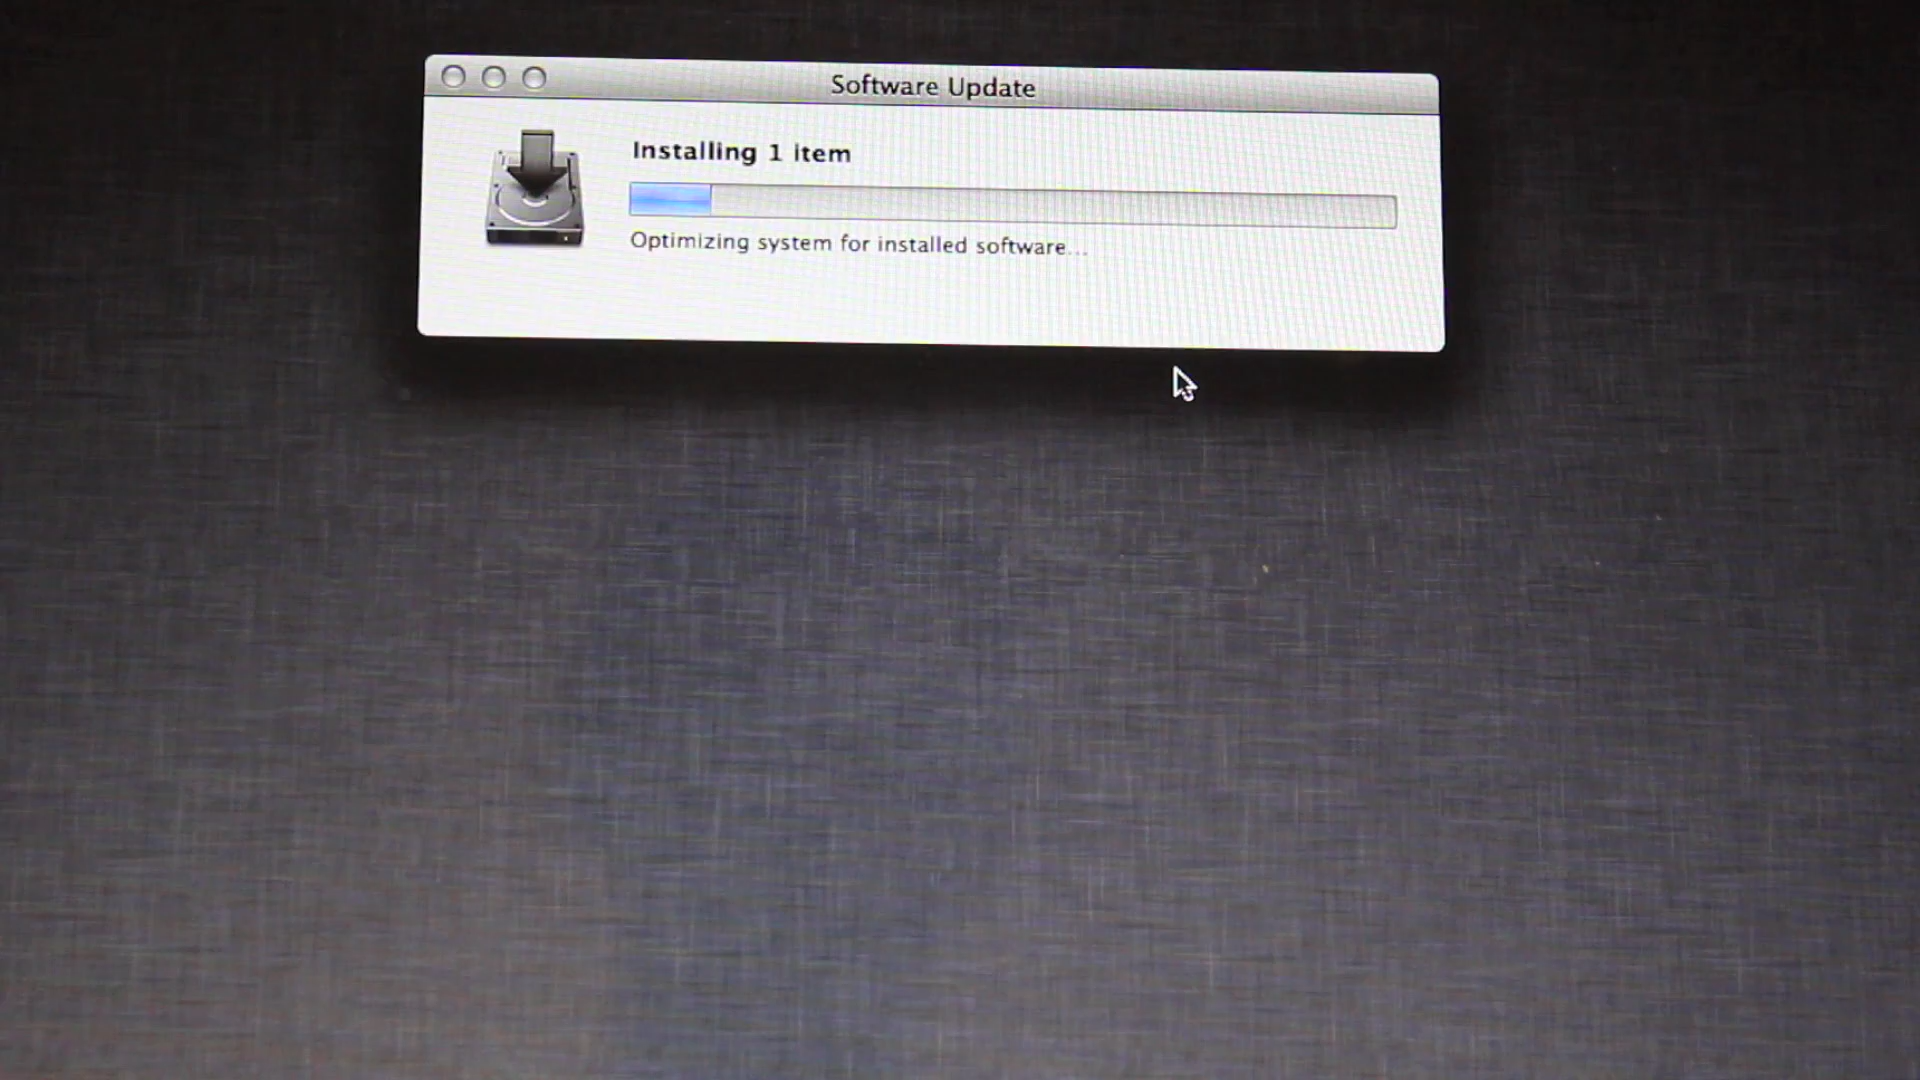 Software Update
Installing 1 item
Optimizing system for installed software...